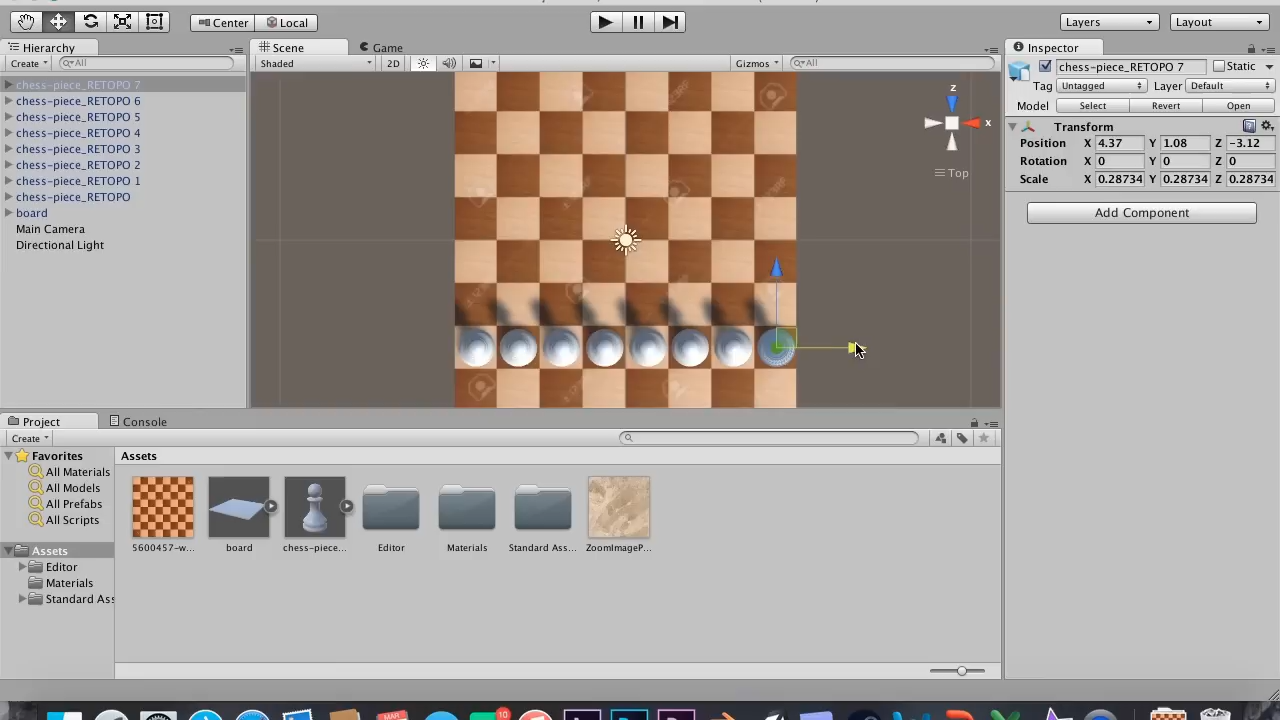 Center
Local
Layers
Layout
Hierarchy
Create
All
chess-piece_RETOPO 7
chess-piece_RETOPO 6
chess-piece_RETOPO 5
chess-piece_RETOPO 4
chess-piece_RETOPO 3
chess-piece_RETOPO 2
chess-piece_RETOPO 1
chess-piece_RETOPO
board
Main Camera
Directional Light
Scene
Game
Shaded
2D
Gizmos
All
z
x
Top
Inspector
chess-piece_RETOPO 7
Static
Tag Untagged Layer Default
Model Select Revert Open
Transform
Position X 4.37 Y 1.08 Z -3.12
Rotation X 0 Y 0 Z 0
Scale X 0.28734 Y 0.28734 Z 0.28734
Add Component
Project
Console
Create
Favorites
All Materials
All Models
All Prefabs
All Scripts
Assets
Editor
Materials
Standard Ass
Assets
5600457-w...
board
chess-piece...
Editor
Materials
Standard Ass...
ZoomImageP...
MAR
10